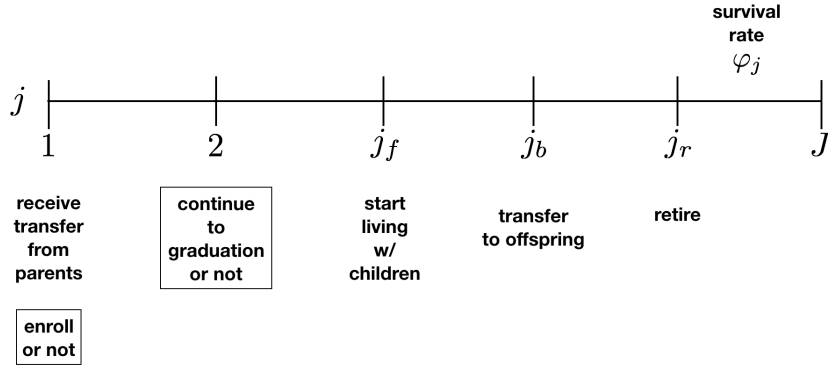 survival
rate
φ_j
j
1 2 j_f j_b j_r J
receive
transfer
from
parents
enroll
or not
continue
to
graduation
or not
start
living
w/
children
transfer
to offspring
retire